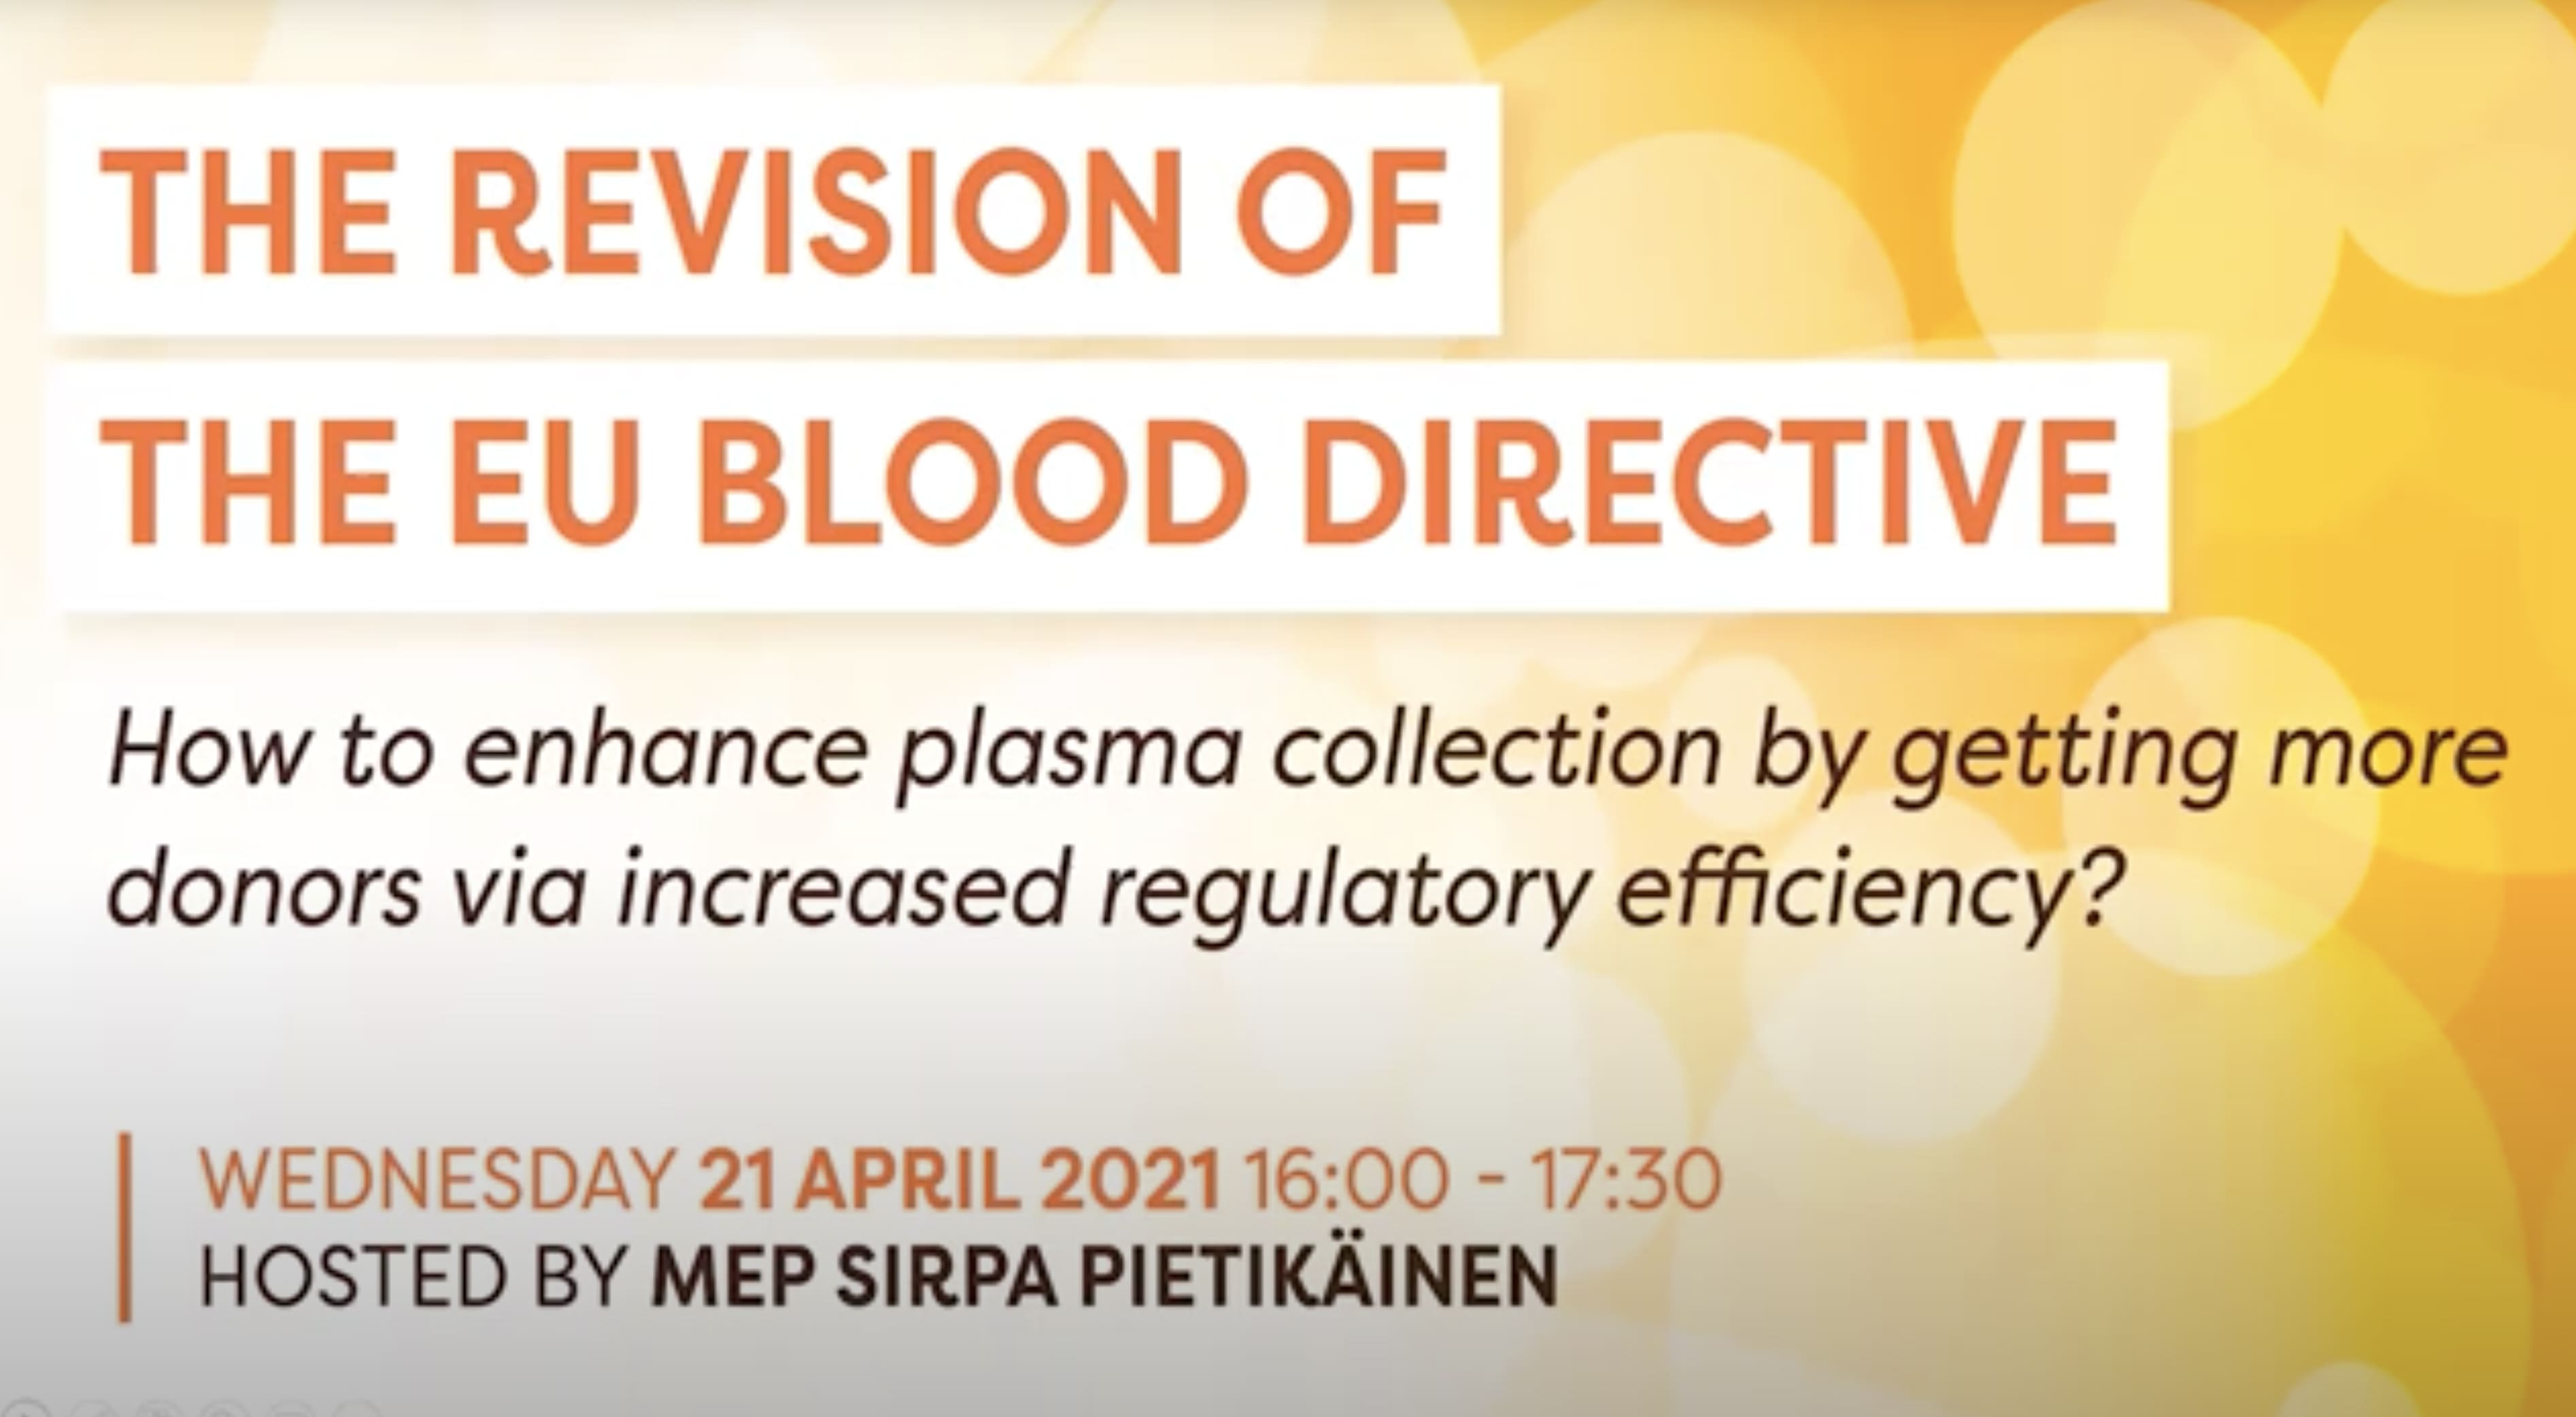 THE REVISION OF
THE EU BLOOD DIRECTIVE
How to enhance plasma collection by getting more
donors via increased regulatory efficiency?
WEDNESDAY 21 APRIL 2021 16:00 - 17:30
HOSTED BY MEP SIRPA PIETIKÄINEN